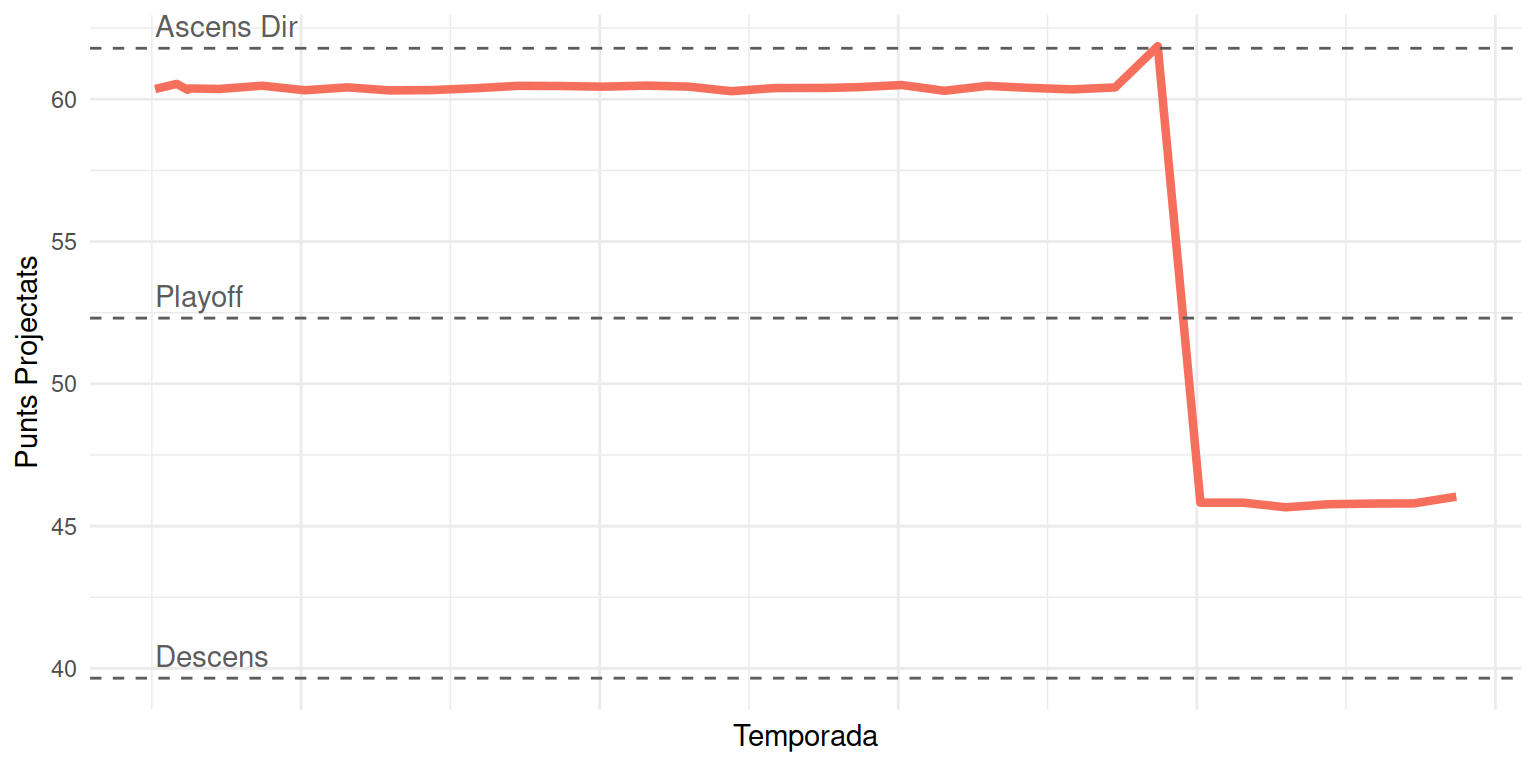 Ascens Dir
60
55
Playoff
50
45
Descens
40
Punts Projectats
Temporada